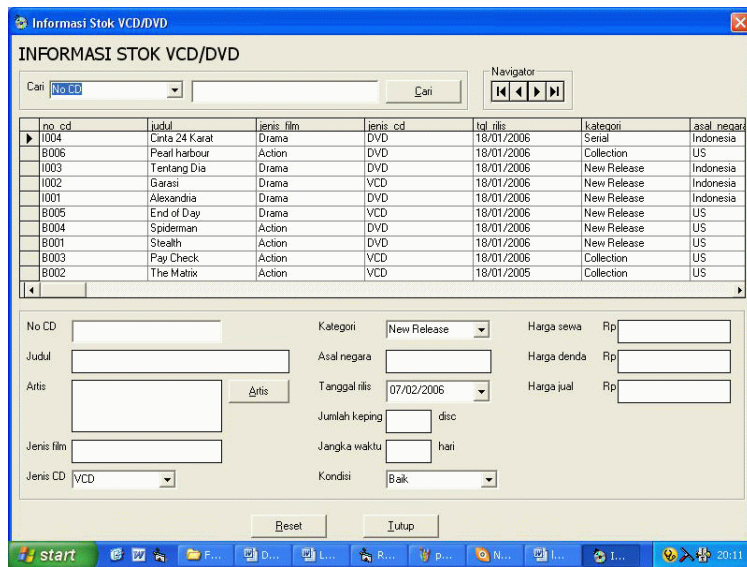 Informasi Stok VCD/DVD
INFORMASI STOK VCD/DVD
Navigator
Cari No CD Cari
no_cd judul jenis_film jenis_cd tgl_rilis kategori asal_negara
I004 Cinta 24 Karat Drama DVD 18/01/2006 Serial Indonesia
B006 Pearl harbour Action DVD 18/01/2006 Collection US
I003 Tentang Dia Drama DVD 18/01/2006 New Release Indonesia
I002 Garasi Drama VCD 18/01/2006 New Release Indonesia
I001 Alexandria Drama DVD 18/01/2006 New Release Indonesia
B005 End of Day Drama VCD 18/01/2006 New Release US
B004 Spiderman Action DVD 18/01/2006 New Release US
B001 Stealth Action DVD 18/01/2006 New Release US
B003 Pay Check Action VCD 18/01/2006 Collection US
B002 The Matrix Action VCD 18/01/2005 Collection US
No CD Kategori New Release Harga sewa Rp
Judul Asal negara Harga denda Rp
Artis Artis Tanggal rilis 07/02/2006 Harga jual Rp
Jumlah keping disc
Jenis film Jangka waktu hari
Jenis CD VCD Kondisi Baik
Reset Tutup
start F... D... L... R... p... N... I... I... 20:11